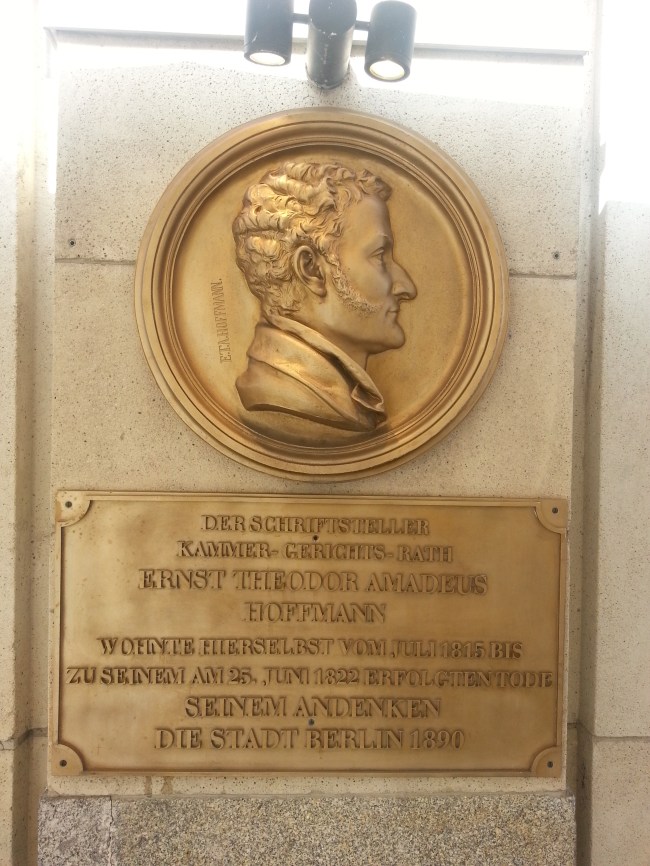 E.T.A. HOFFMANN.
DER SCHRIFTSTELLER
KAMMER-GERICHTS-RATH
ERNST THEODOR AMADEUS
HOFFMANN
WOHNTE HIERSELBST VOM JULI 1815 BIS
ZU SEINEM AM 25. JUNI 1822 ERFOLGTEN TODE
SEINEM ANDENKEN
DIE STADT BERLIN 1890